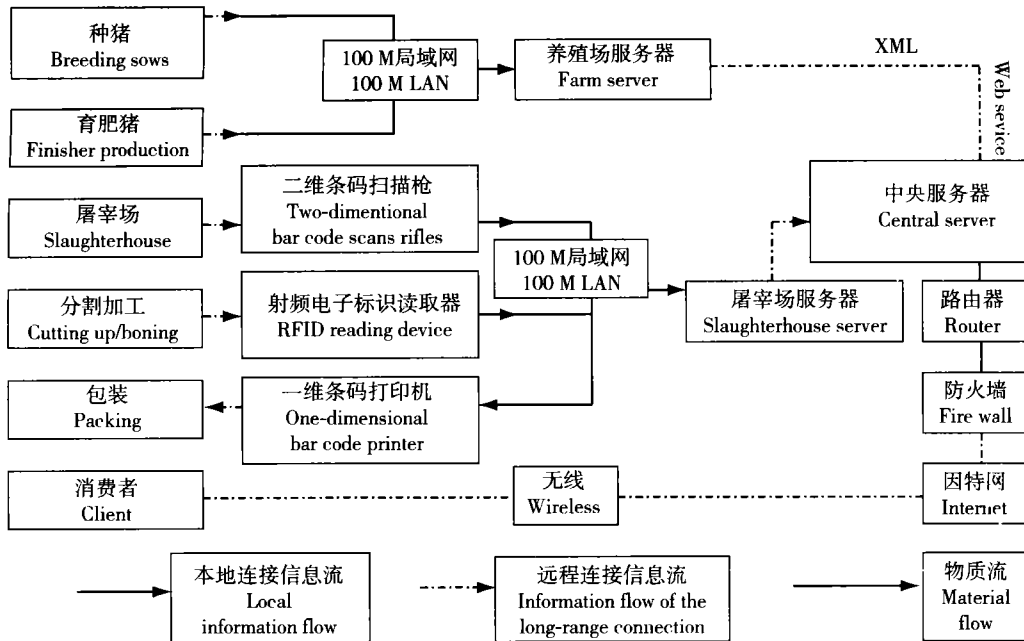 种猪
Breeding sows
100 M局域网
100 M LAN
养殖场服务器
Farm server
XML
Web sevice
育肥猪
Finisher production
屠宰场
Slaughterhouse
二维条码扫描枪
Two-dimentional
bar code scans rifles
中央服务器
Central server
100 M局域网
100 M LAN
分割加工
Cutting up/boning
射频电子标识读取器
RFID reading device
屠宰场服务器
Slaughterhouse server
路由器
Router
包装
Packing
一维条码打印机
One-dimensional
bar code printer
防火墙
Fire wall
消费者
Client
无线
Wireless
因特网
Internet
本地连接信息流
Local
information flow
远程连接信息流
Information flow of the
long-range connection
物质流
Material
flow